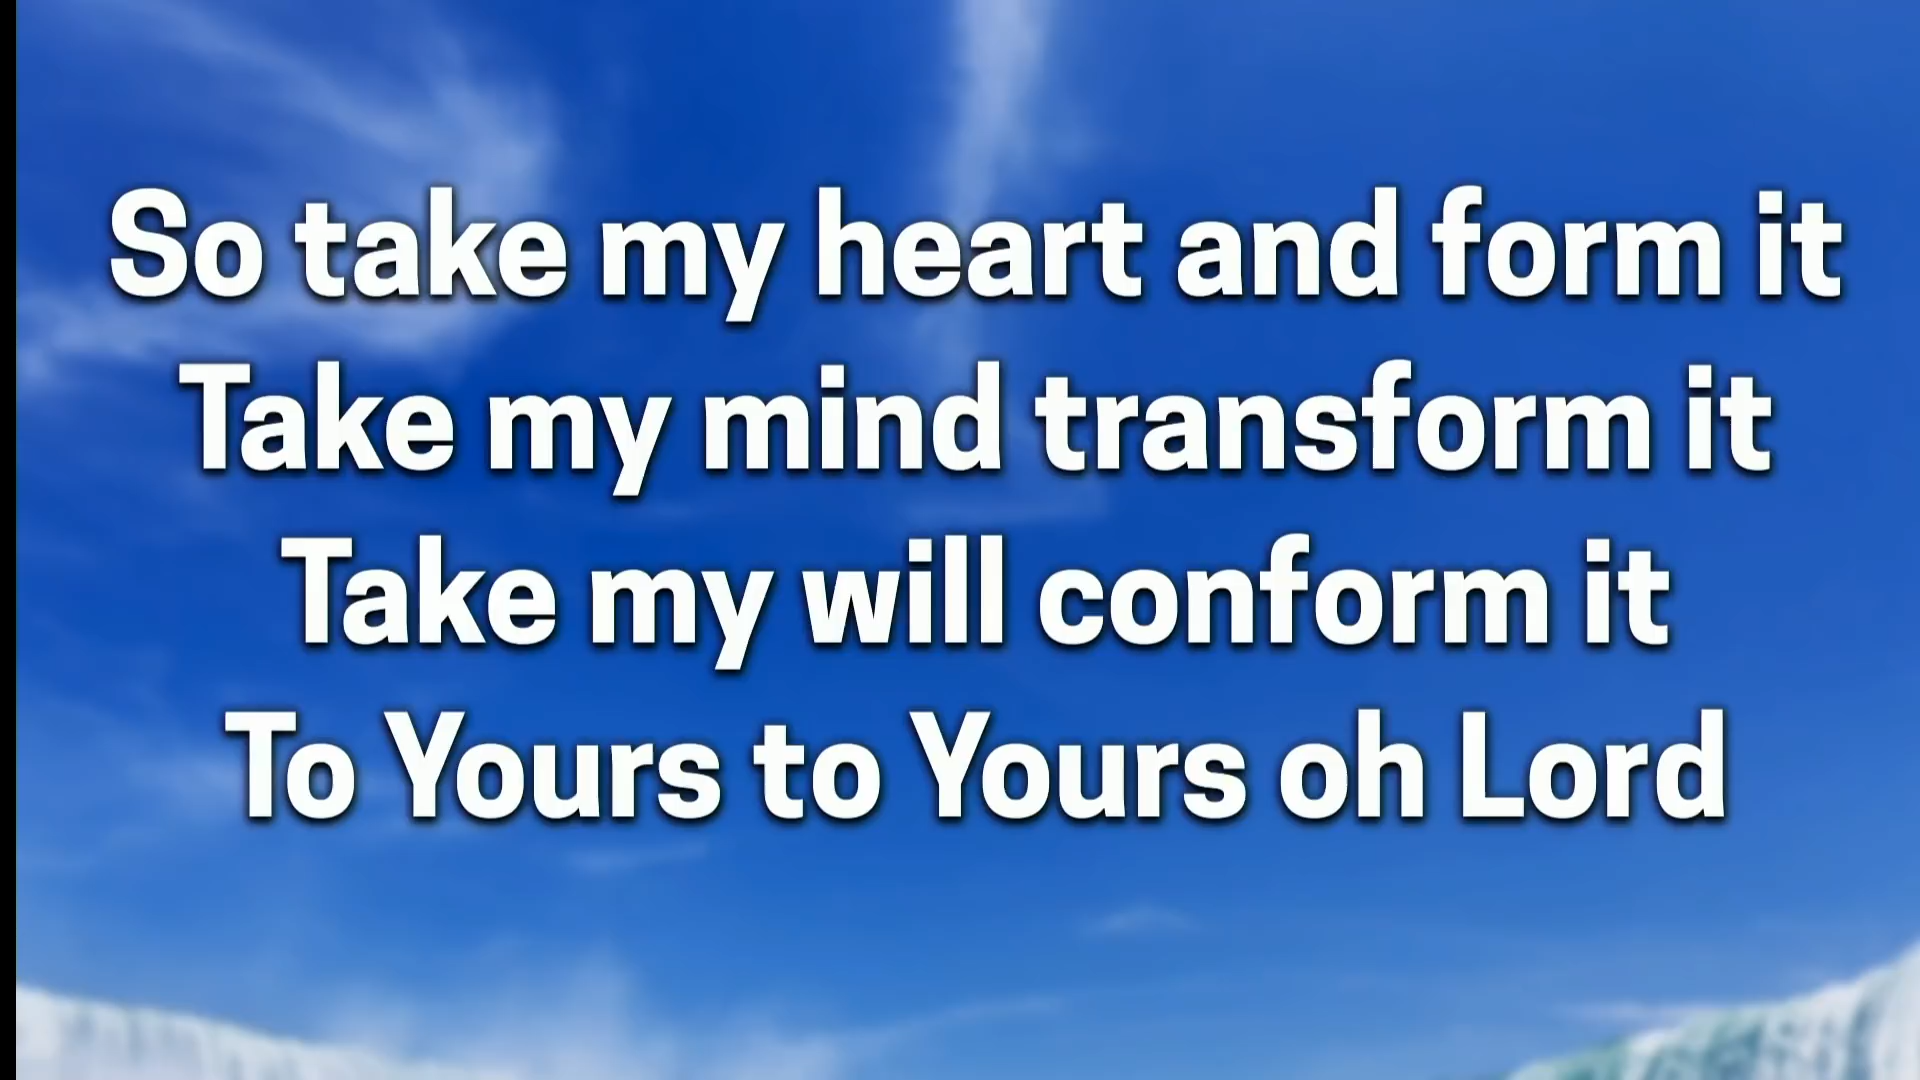 So take my heart and form it
Take my mind transform it
Take my will conform it
To Yours to Yours oh Lord